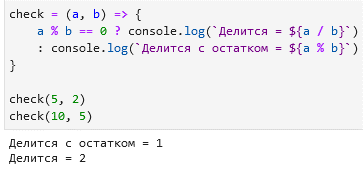 check = (a, b) => {
    a % b == 0 ? console.log(`Делится = ${a / b}`)
    : console.log(`Делится с остатком = ${a % b}`)
}

check(5, 2)
check(10, 5)
Делится с остатком = 1
Делится = 2